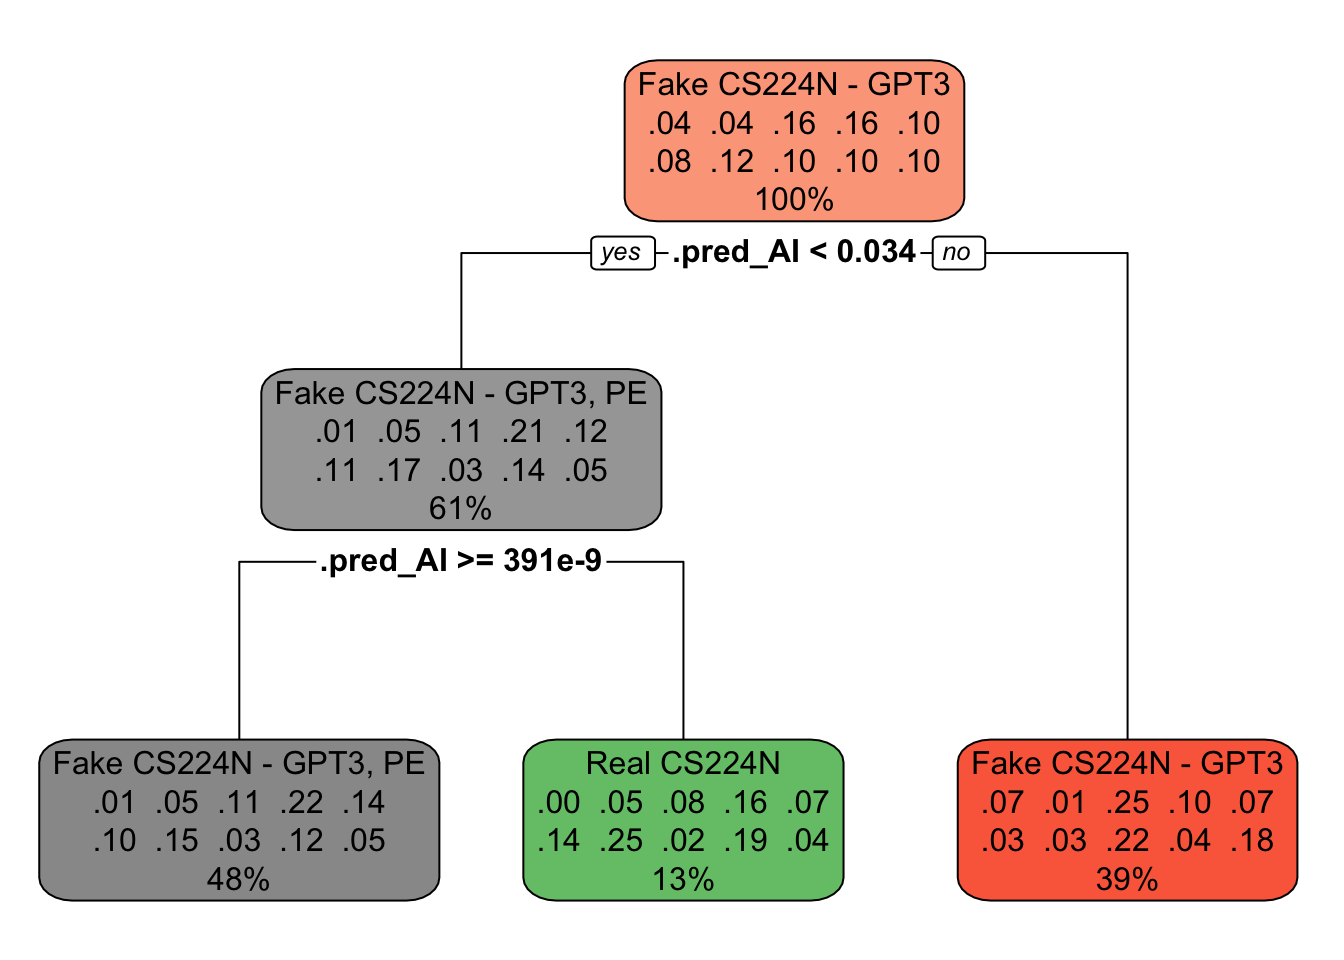 Fake CS224N - GPT3
.04 .04 .16 .16 .10
.08 .12 .10 .10 .10
100%
yes .pred_AI < 0.034 no
Fake CS224N - GPT3, PE
.01 .05 .11 .21 .12
.11 .17 .03 .14 .05
61%
.pred_AI >= 391e-9
Fake CS224N - GPT3, PE
.01 .05 .11 .22 .14
.10 .15 .03 .12 .05
48%
Real CS224N
.00 .05 .08 .16 .07
.14 .25 .02 .19 .04
13%
Fake CS224N - GPT3
.07 .01 .25 .10 .07
.03 .03 .22 .04 .18
39%